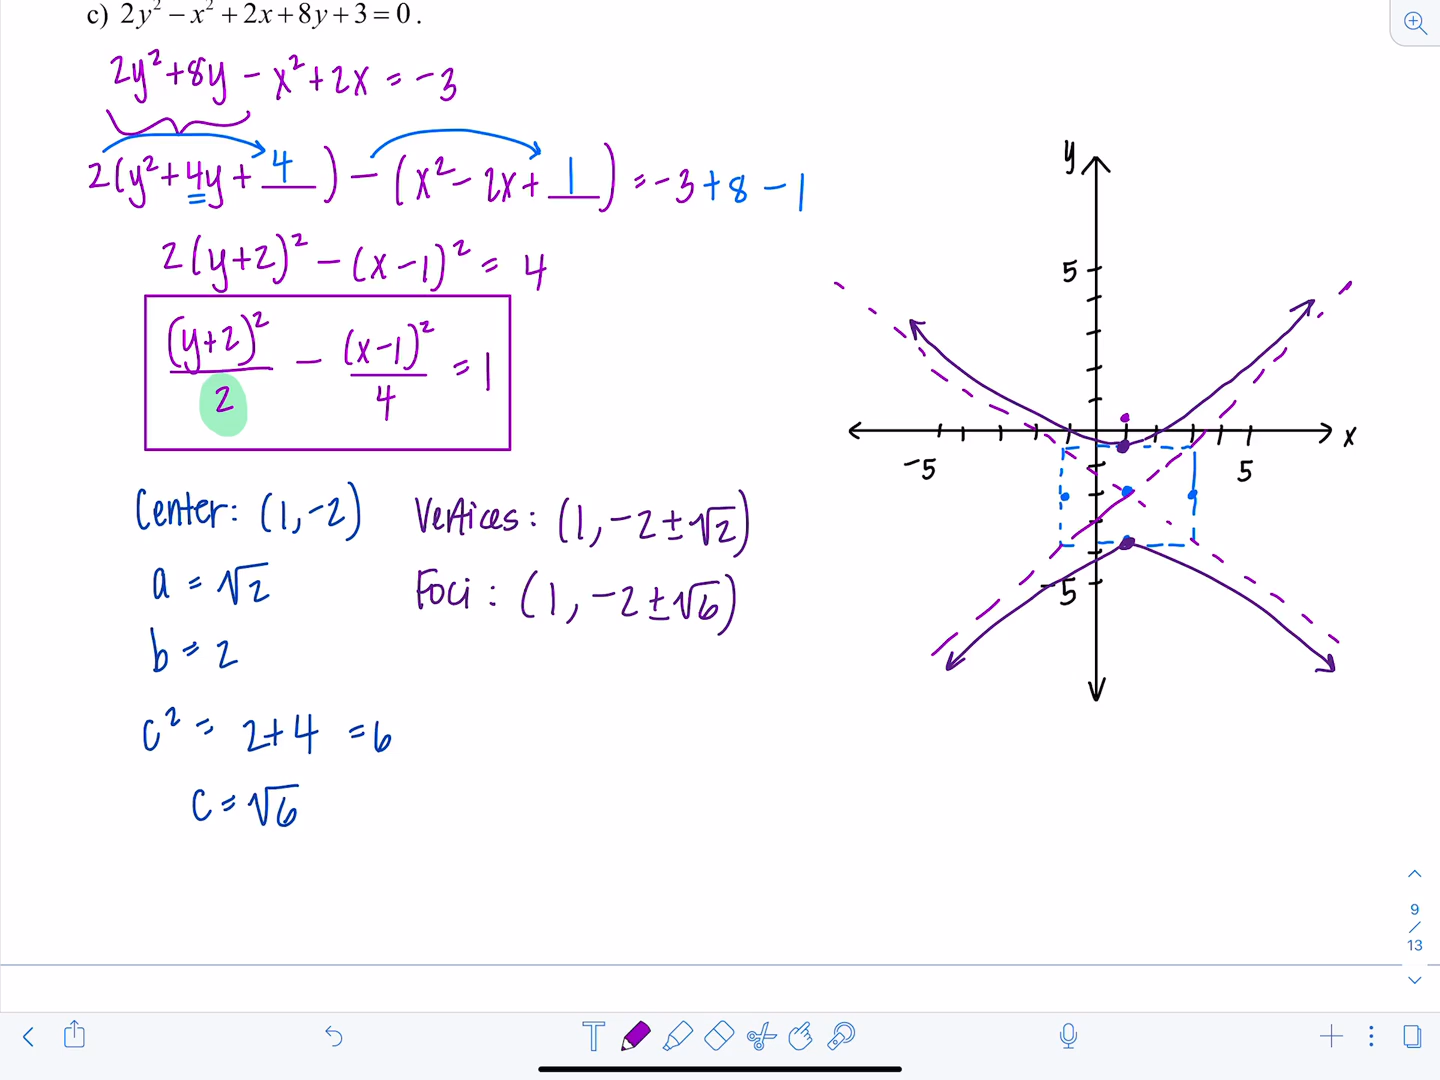 c) 2y² − x² + 2x + 8y + 3 = 0.
2y² + 8y − x² + 2x = −3
2(y² + 4y + 4) − (x² − 2x + 1) = −3 + 8 − 1
2(y+2)² − (x−1)² = 4
(y+2)²/2 − (x−1)²/4 = 1
Center: (1, −2)
a = √2
b = 2
c² = 2+4 = 6
c = √6
Vertices: (1, −2 ± √2)
Foci: (1, −2 ± √6)
y
5
x
−5
5
−5
9
/
13
T